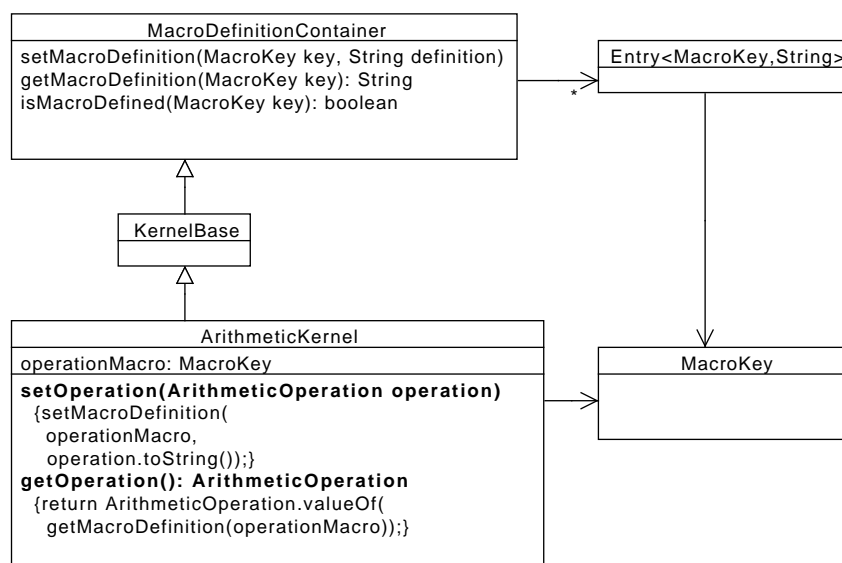 MacroDefinitionContainer
setMacroDefinition(MacroKey key, String definition)
getMacroDefinition(MacroKey key): String
isMacroDefined(MacroKey key): boolean
Entry<MacroKey,String>
*
KernelBase
ArithmeticKernel
operationMacro: MacroKey
setOperation(ArithmeticOperation operation)
{setMacroDefinition(
operationMacro,
operation.toString());}
getOperation(): ArithmeticOperation
{return ArithmeticOperation.valueOf(
getMacroDefinition(operationMacro));}
MacroKey